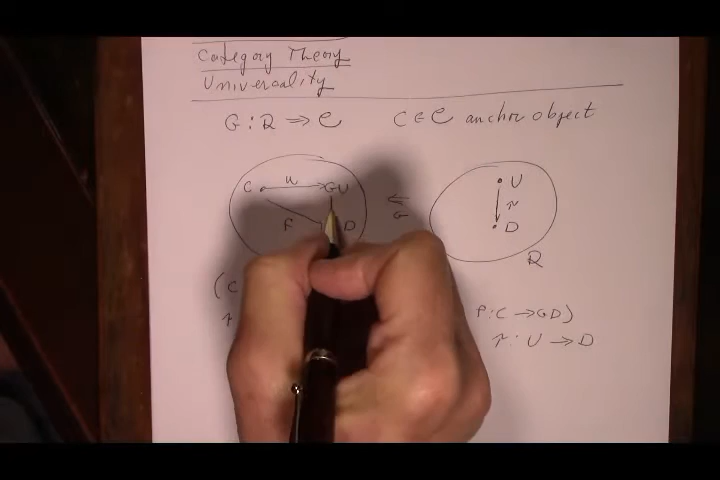 Category Theory
Universality
G : R ⇒ C    C ∈ C anchor object
C u GU    U
f D    G    r
D
R
(C    f : C → GD)
r    r : U → D